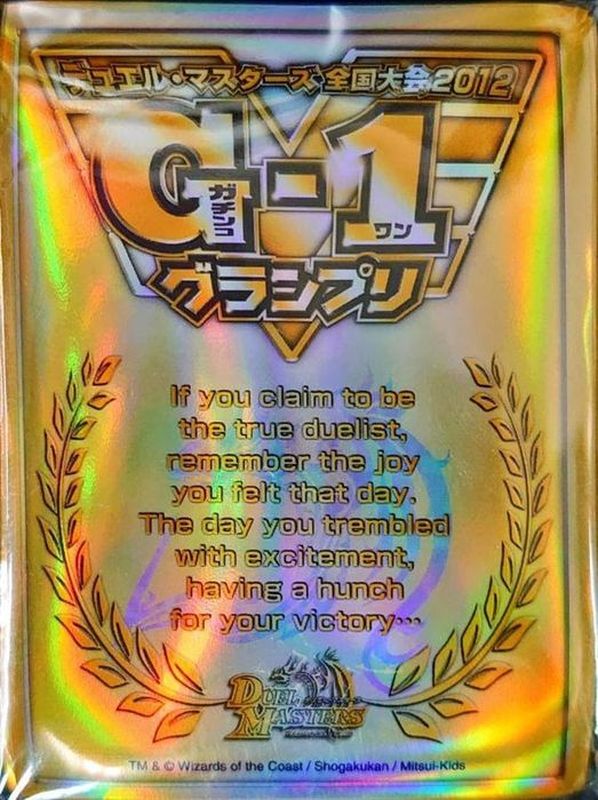 デュエル・マスターズ 全国大会2012
G-1
ガチンコ
ワン
グランプリ
If you claim to be
the true duelist,
remember the joy
you felt that day.
The day you trembled
with excitement,
having a hunch
for your victory…
DUEL
MASTERS
TM & © Wizards of the Coast / Shogakukan / Mitsui-Kids